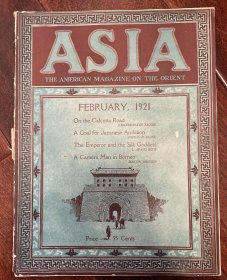 ASIA
THE AMERICAN MAGAZINE ON THE ORIENT
FEBRUARY, 1921
On the Calcutta Road
A Goal for Japanese Ambition
The Emperor and the Silk Goddess
A Camera Man in Borneo
Price 35 Cents